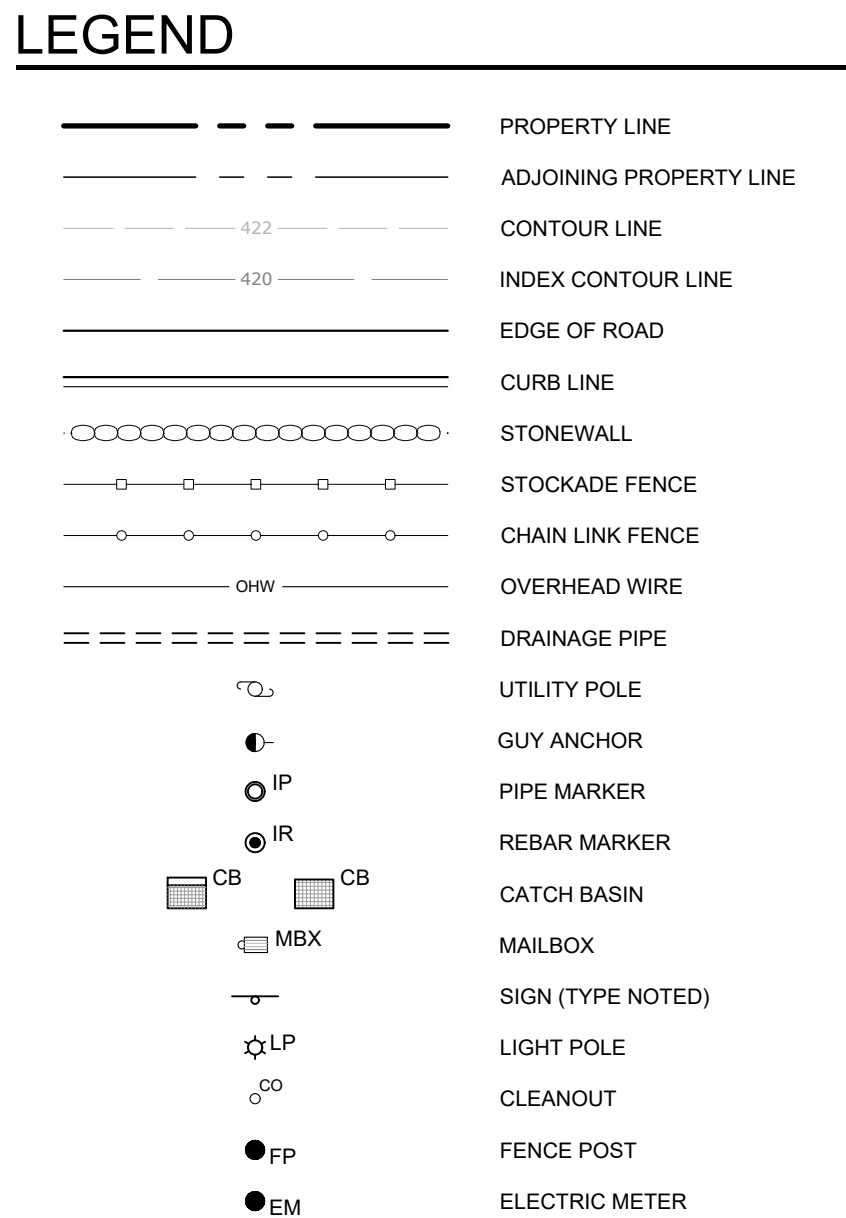 LEGEND
PROPERTY LINE
ADJOINING PROPERTY LINE
422 CONTOUR LINE
420 INDEX CONTOUR LINE
EDGE OF ROAD
CURB LINE
STONEWALL
STOCKADE FENCE
CHAIN LINK FENCE
OHW OVERHEAD WIRE
DRAINAGE PIPE
UTILITY POLE
GUY ANCHOR
IP PIPE MARKER
IR REBAR MARKER
CB CB CATCH BASIN
MBX MAILBOX
SIGN (TYPE NOTED)
LP LIGHT POLE
CO CLEANOUT
FP FENCE POST
EM ELECTRIC METER